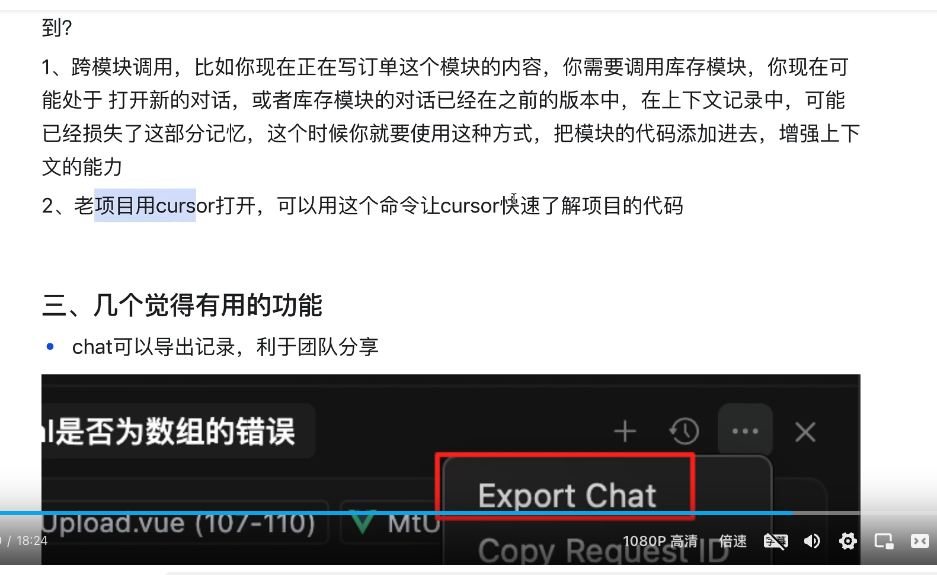 到?
1、跨模块调用，比如你现在正在写订单这个模块的内容，你需要调用库存模块，你现在可
能处于 打开新的对话，或者库存模块的对话已经在之前的版本中，在上下文记录中，可能
已经损失了这部分记忆，这个时候你就要使用这种方式，把模块的代码添加进去，增强上下
文的能力
2、老项目用cursor打开，可以用这个命令让cursor快速了解项目的代码
三、几个觉得有用的功能
• chat可以导出记录，利于团队分享
是否为数组的错误
Export Chat
Upload.vue (107-110) MtU
/ 18:24 1080P 高清 倍速
Copy Request ID